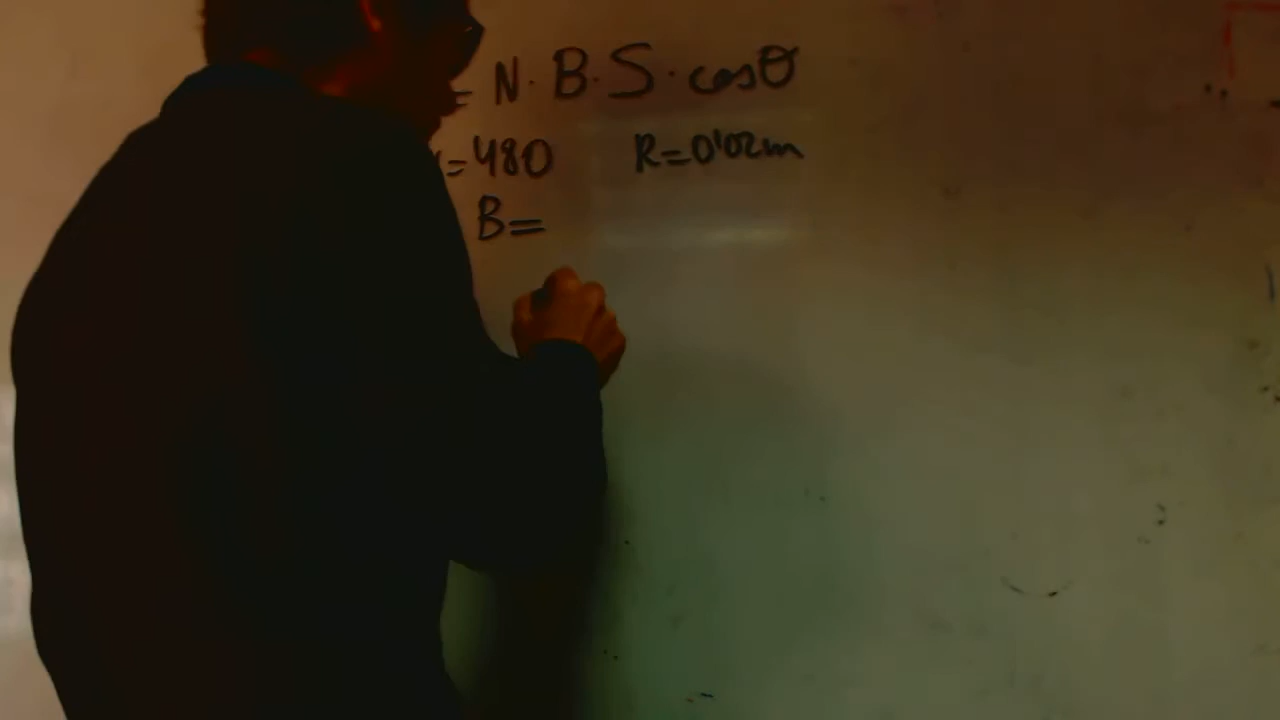 = N · B · S · cosθ
=480 R=0'02m
B=